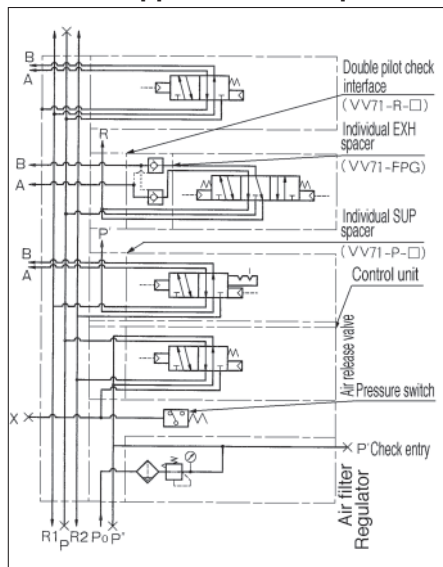 B
A
Double pilot check
interface
(VV71-R-□)
Individual EXH
spacer
(VV71-FPG)
R
B
A
Individual SUP
spacer
(VV71-P-□)
P'
B
A
Control unit
Air release valve
Pressure switch
X
P' Check entry
Air filter
Regulator
R1 P R2 Po P"